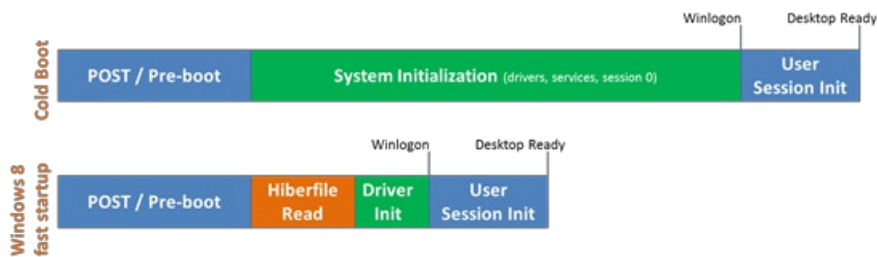 Winlogon Desktop Ready
Cold Boot
POST / Pre-boot
System Initialization (drivers, services, session 0)
User
Session Init
Winlogon Desktop Ready
Windows 8
fast startup
POST / Pre-boot
Hiberfile
Read
Driver
Init
User
Session Init